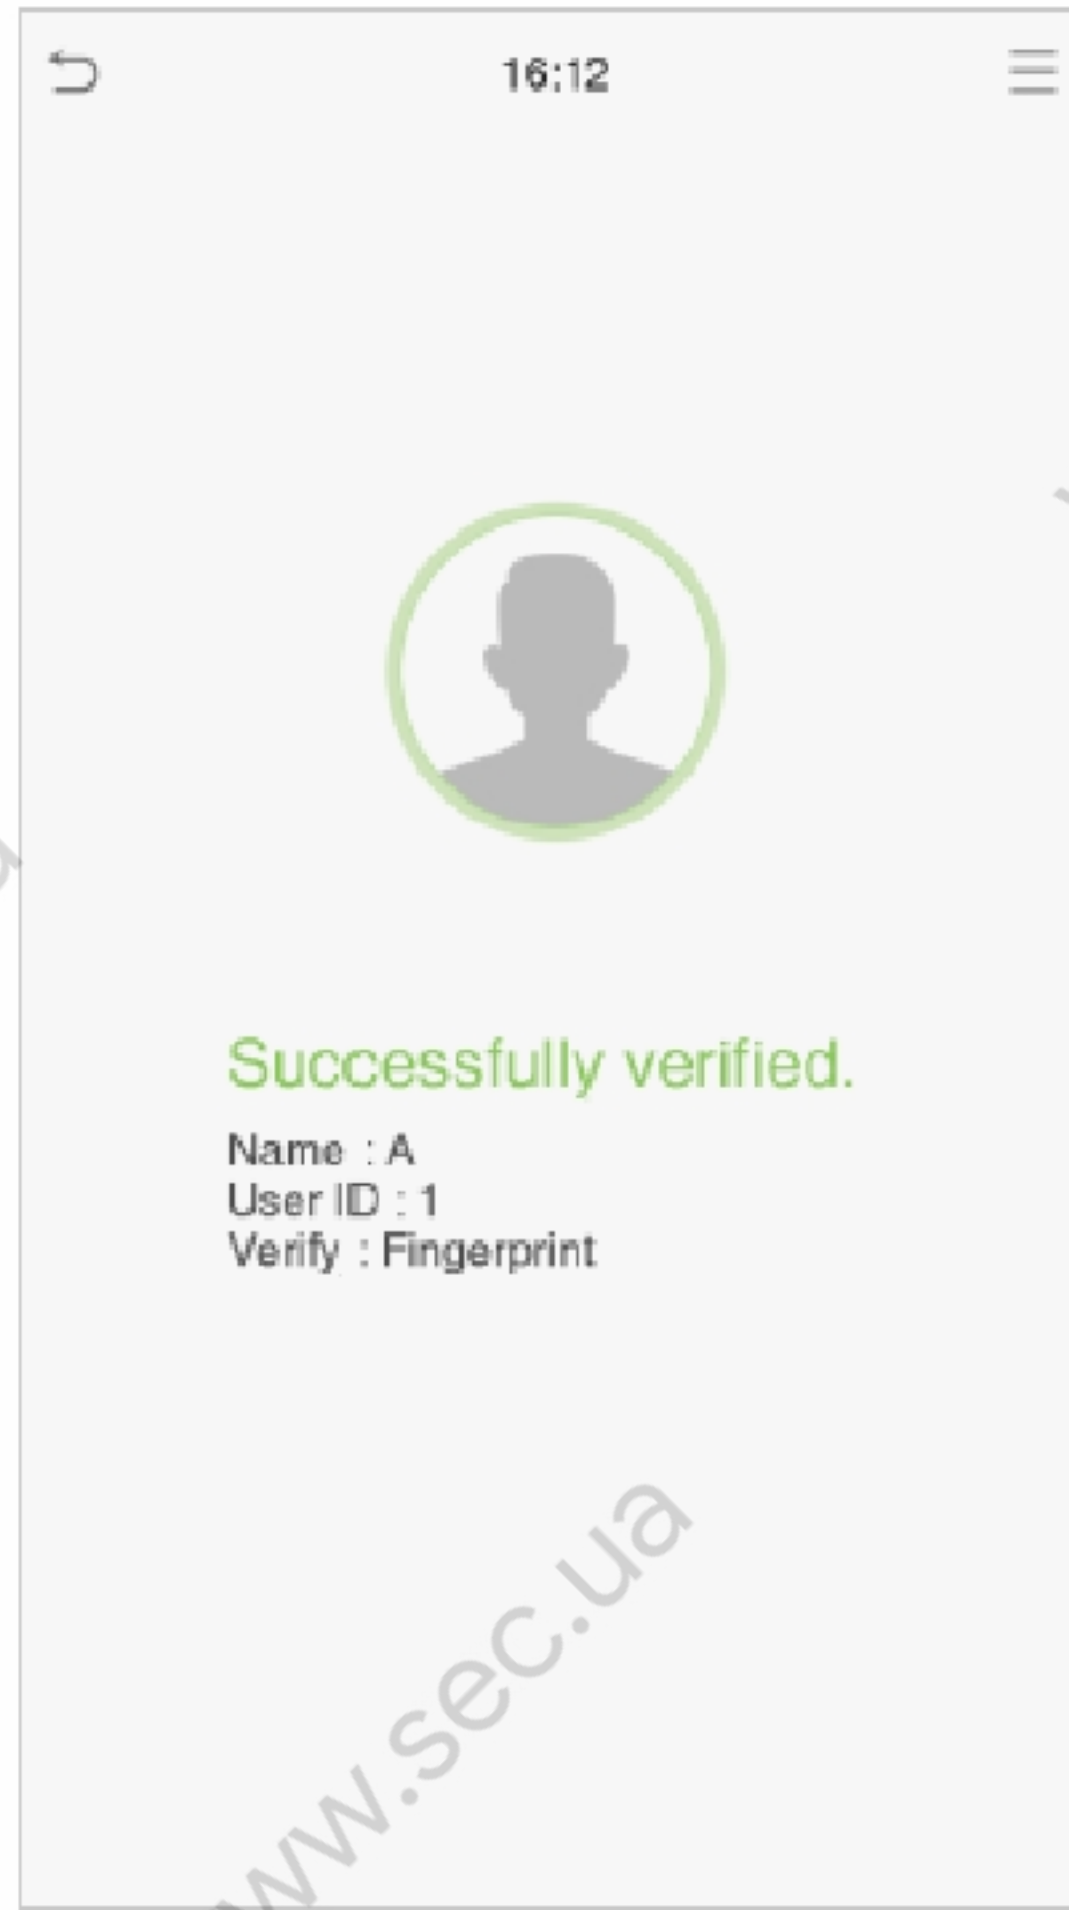 16:12
Successfully verified.
Name : A
User ID : 1
Verify : Fingerprint
www.sec.ua